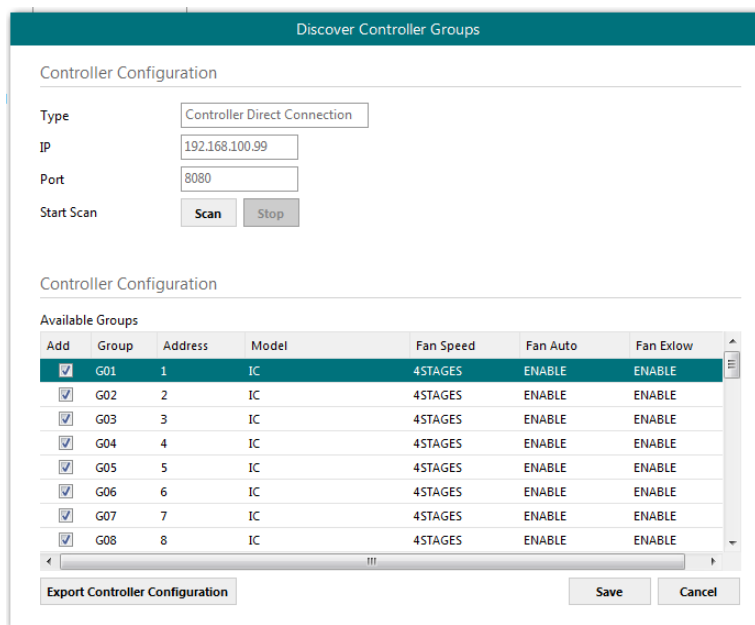 Discover Controller Groups
Controller Configuration
Type Controller Direct Connection
IP 192.168.100.99
Port 8080
Start Scan Scan Stop
Controller Configuration
Available Groups
Add Group Address Model Fan Speed Fan Auto Fan Exlow
G01 1 IC 4STAGES ENABLE ENABLE
G02 2 IC 4STAGES ENABLE ENABLE
G03 3 IC 4STAGES ENABLE ENABLE
G04 4 IC 4STAGES ENABLE ENABLE
G05 5 IC 4STAGES ENABLE ENABLE
G06 6 IC 4STAGES ENABLE ENABLE
G07 7 IC 4STAGES ENABLE ENABLE
G08 8 IC 4STAGES ENABLE ENABLE
Export Controller Configuration Save Cancel